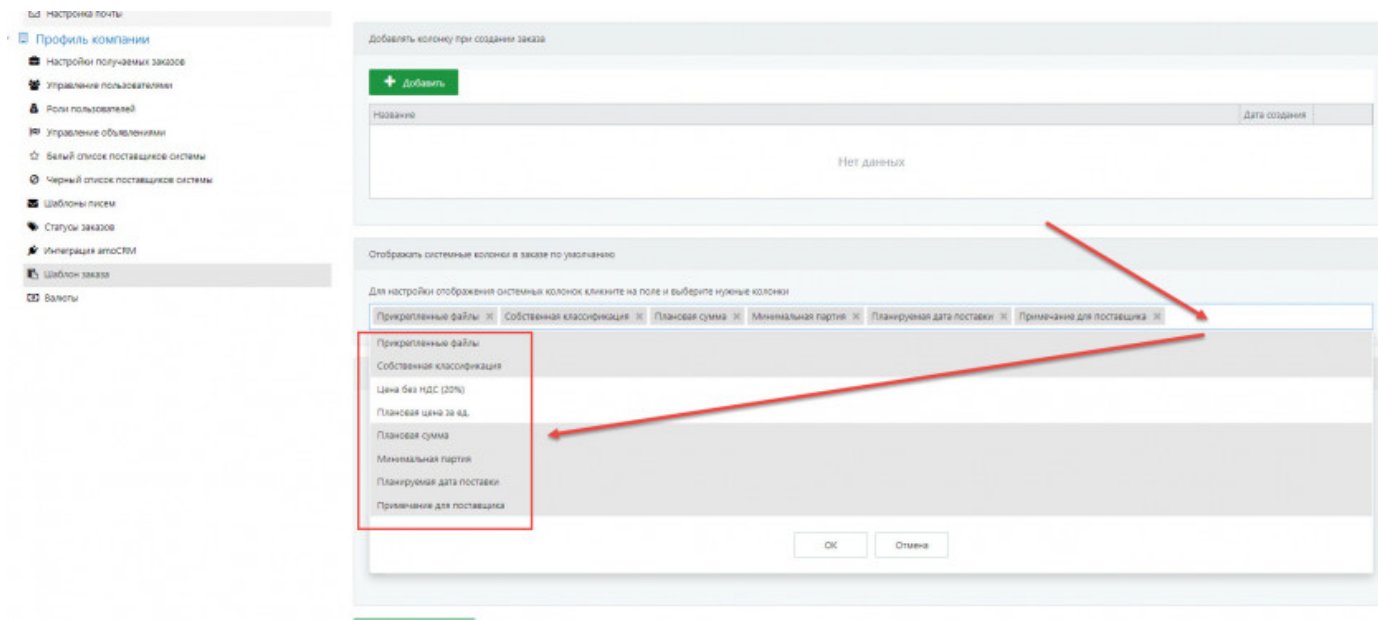 Настройка почты
Профиль компании
Настройки получаемых заказов
Управление пользователями
Роли пользователей
Управление объявлениями
Белый список поставщиков системы
Черный список поставщиков системы
Шаблоны писем
Статусы заказов
Интеграция amoCRM
Шаблон заказа
Валюты
Добавлять колонку при создании заказа
Добавить
Название Дата создания
Нет данных
Отображать системные колонки в заказе по умолчанию
Для настройки отображения системных колонок кликните на поле и выберите нужные колонки
Прикрепленные файлы Собственная классификация Плановая сумма Минимальная партия Планируемая дата поставки Примечание для поставщика
Прикрепленные файлы
Собственная классификация
Цена без НДС (20%)
Плановая цена за ед.
Плановая сумма
Минимальная партия
Планируемая дата поставки
Примечание для поставщика
ОК Отмена